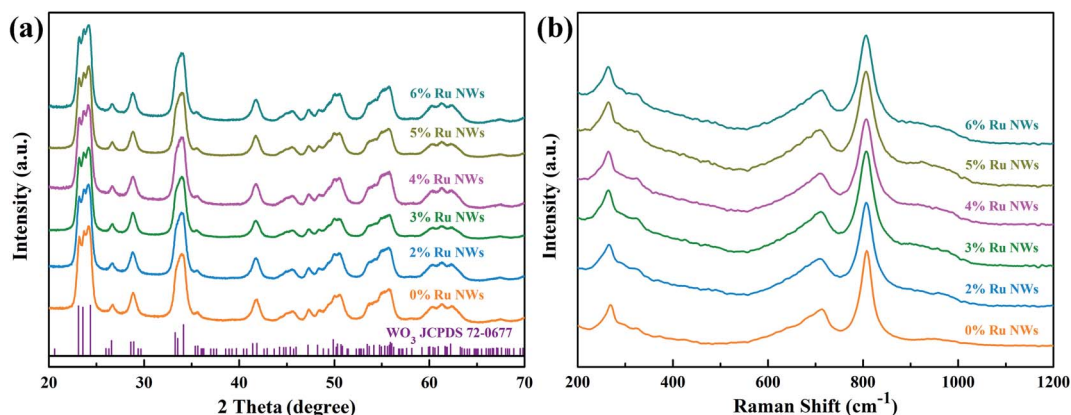 (a)
Intensity (a.u.)
6% Ru NWs
5% Ru NWs
4% Ru NWs
3% Ru NWs
2% Ru NWs
0% Ru NWs
WO3 JCPDS 72-0677
20 30 40 50 60 70
2 Theta (degree)
(b)
Intensity (a.u.)
6% Ru NWs
5% Ru NWs
4% Ru NWs
3% Ru NWs
2% Ru NWs
0% Ru NWs
200 400 600 800 1000 1200
Raman Shift (cm-1)